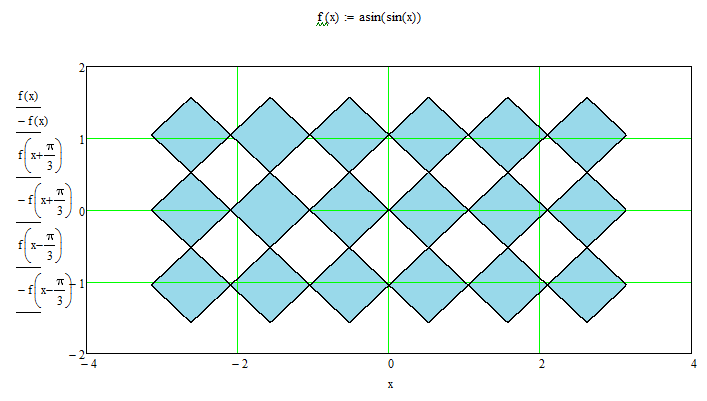 f(x) := asin(sin(x))
f(x)
−f(x)
f(x+π/3)
−f(x+π/3)
f(x−π/3)
−f(x−π/3)
2
1
0
−1
−2
−4
−2
0
2
4
x